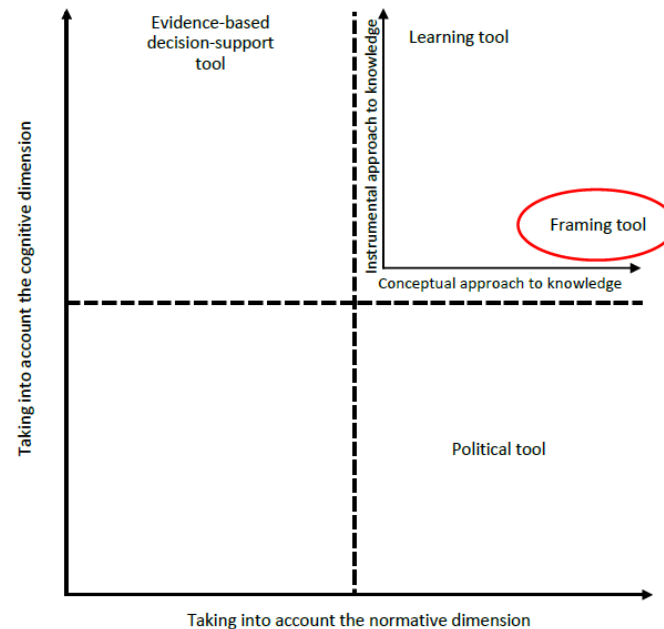 Evidence-based
decision-support
tool
Learning tool
Instrumental approach to knowledge
Framing tool
Conceptual approach to knowledge
Taking into account the cognitive dimension
Political tool
Taking into account the normative dimension